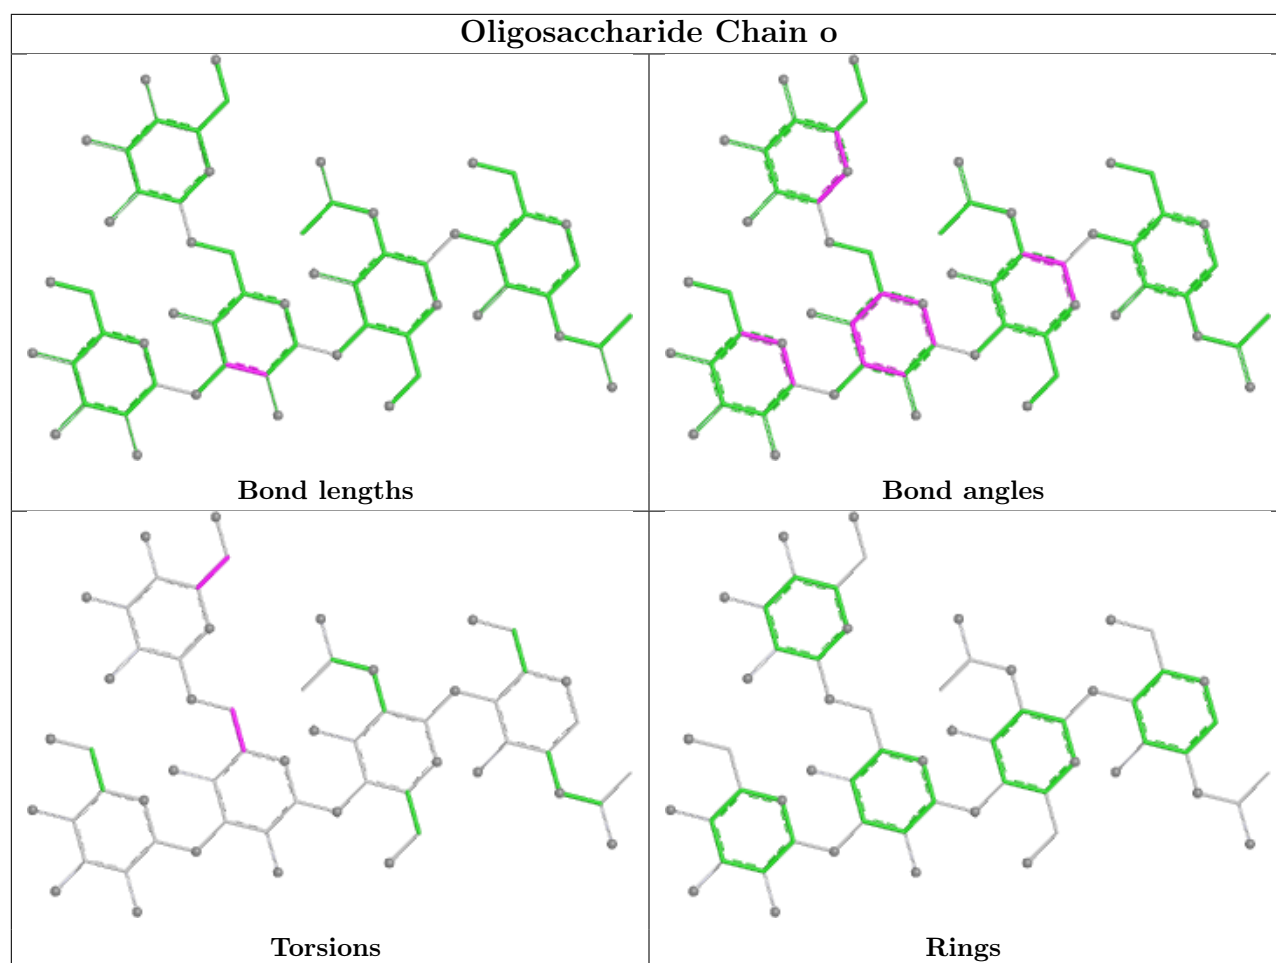 Oligosaccharide Chain o
Bond lengths
Bond angles
Torsions
Rings